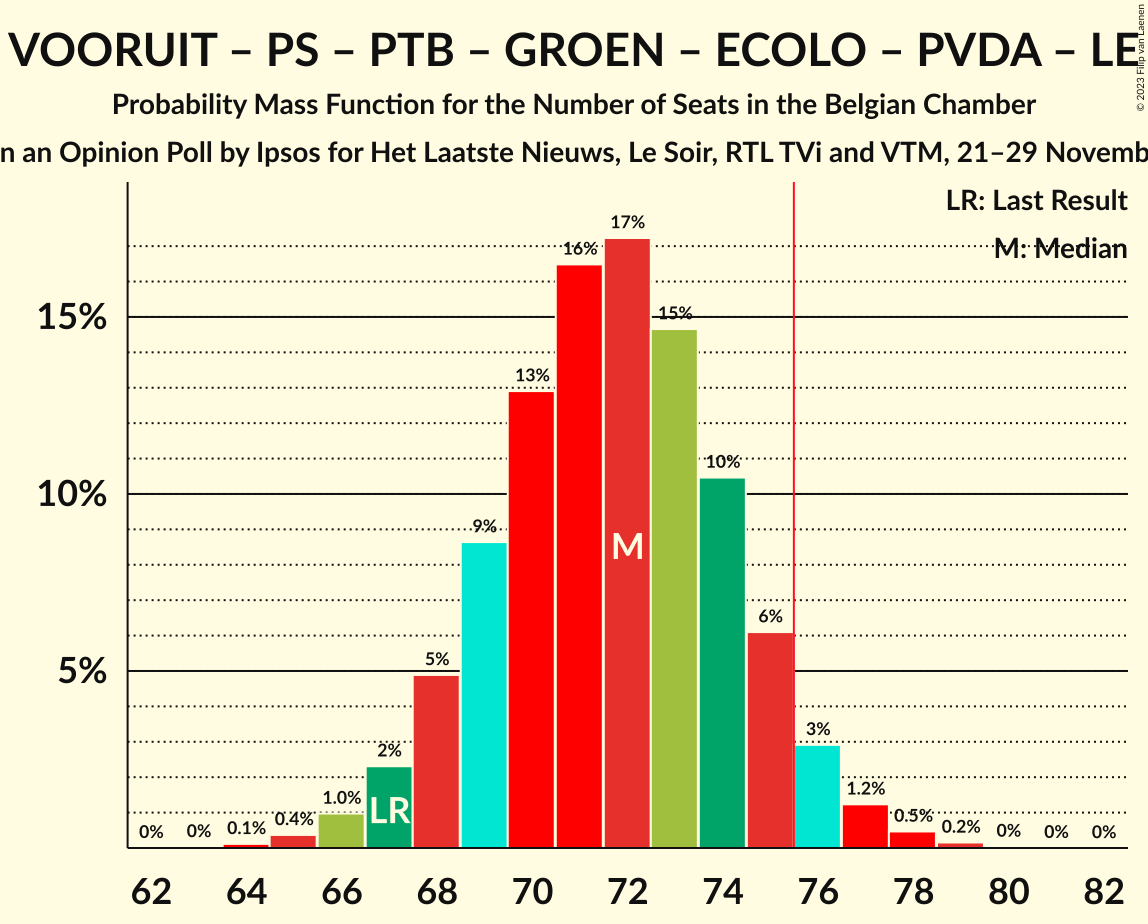 VOORUIT – PS – PTB – GROEN – ECOLO – PVDA – LE
Probability Mass Function for the Number of Seats in the Belgian Chamber
n an Opinion Poll by Ipsos for Het Laatste Nieuws, Le Soir, RTL TVi and VTM, 21–29 Novemb
© 2023 Filip van Laenen
LR: Last Result
M: Median
15%
10%
5%
0%
0%
0.1%
0.4%
1.0%
2%
5%
9%
13%
16%
17%
15%
10%
6%
3%
1.2%
0.5%
0.2%
0%
0%
0%
LR
M
62 64 66 68 70 72 74 76 78 80 82